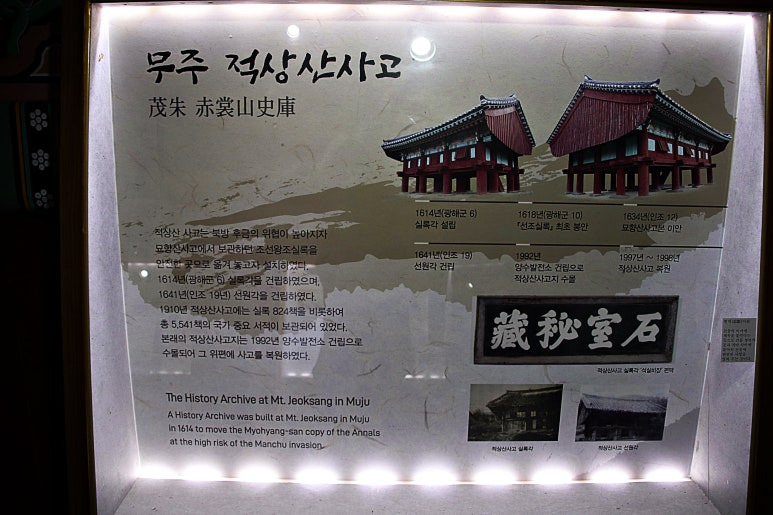 무주 적상산사고
茂朱 赤裳山史庫
1614년(광해군 6)
실록각 설립
1618년(광해군 10)
「선조실록」 최초 봉안
1634년(인조 12)
묘향산사고본 이안
1641년(인조 19)
선원각 건립
1992년
양수발전소 건립으로
적상산사고지 수몰
1997년 ~ 1998년
적상산사고 복원
적상산 사고는 북방 후금의 위협이 높아지자
묘향산사고에서 보관하던 조선왕조실록을
안전한 곳으로 옮겨 놓고자 설치하였다.
1614년(광해군 6) 실록각을 건립하였으며,
1641년(인조 19년) 선원각을 건립하였다.
1910년 적상산사고에는 실록 824책을 비롯하여
총 5,541책의 국가 중요 서적이 보관되어 있었다.
본래의 적상산사고지는 1992년 양수발전소 건립으로
수몰되어 그 위편에 사고를 복원하였다.
藏秘室石
적상산사고 실록각 '석실비장' 편액
The History Archive at Mt. Jeoksang in Muju
A History Archive was built at Mt. Jeoksang in Muju
in 1614 to move the Myohyang-san copy of the Annals
at the high risk of the Manchu invasion.
적상산사고 실록각
적상산사고 선원각